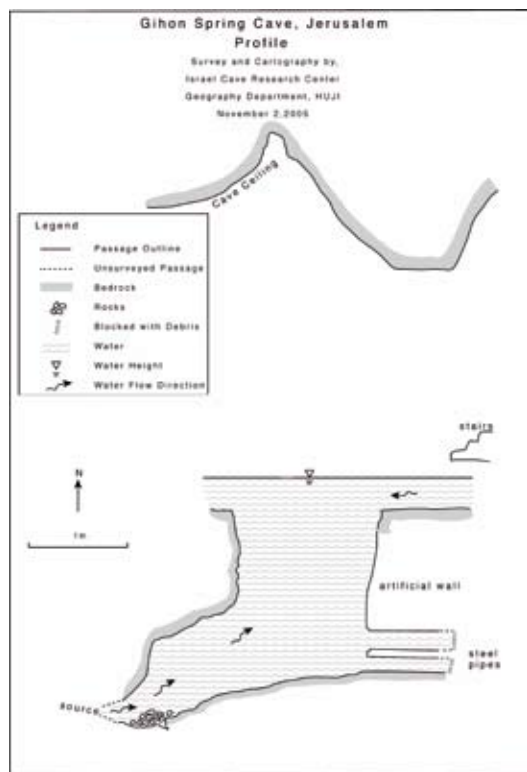 Gihon Spring Cave, Jerusalem
Profile
Survey and Cartography by,
Israel Cave Research Center
Geography Department, HUJI
November 2,2005
Cave Ceiling
Legend
Passage Outline
Unsurveyed Passage
Bedrock
Rocks
Blocked with Debris
Water
Water Height
Water Flow Direction
stairs
N
1m
artificial wall
steel
pipes
source